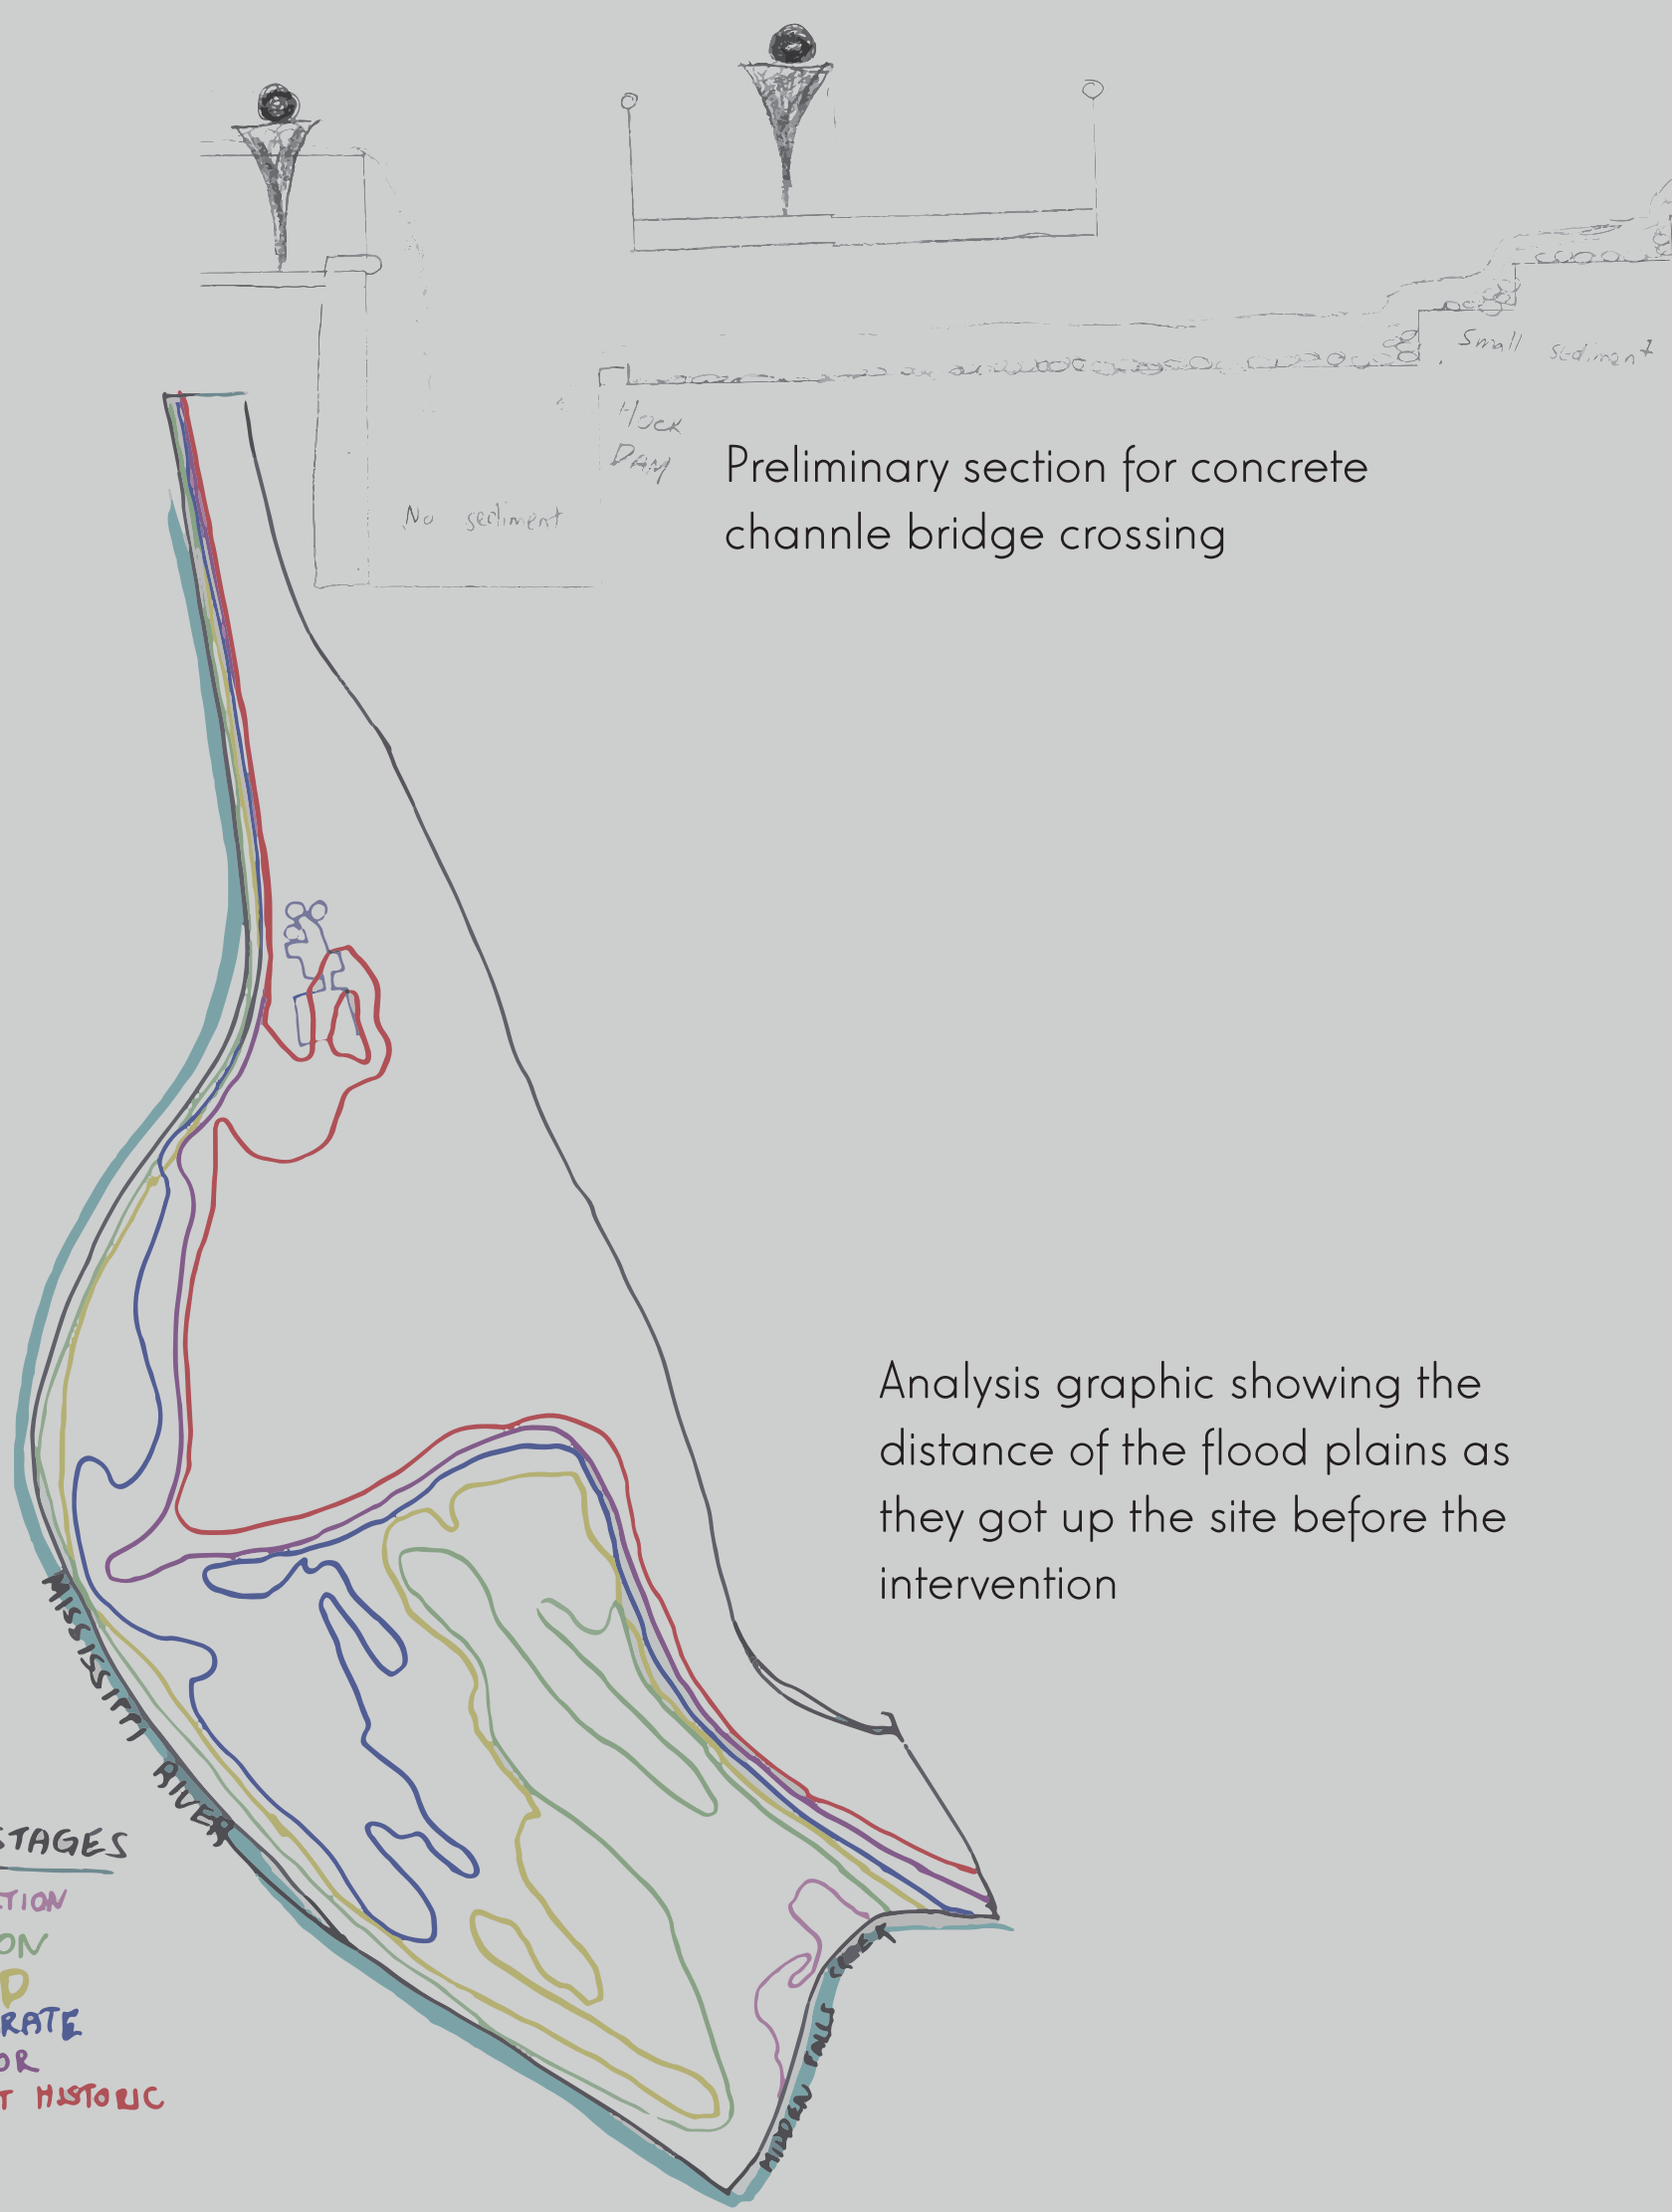 Small sediment
Hock
Dam
No sediment
Preliminary section for concrete
channle bridge crossing
Analysis graphic showing the
distance of the flood plains as
they got up the site before the
intervention
MISSISSIPPI RIVER
STAGES
TION
ON
D
RATE
OR
T HISTORIC
HIDDEN FALLS